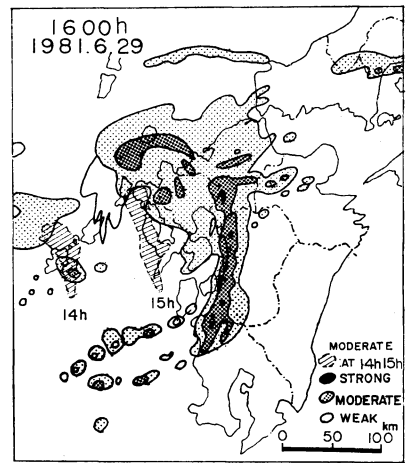 1600h
1981.6,29
14h
15h
MODERATE
:AT 14h15h
STRONG
MODERATE
WEAK
km
0 50 100